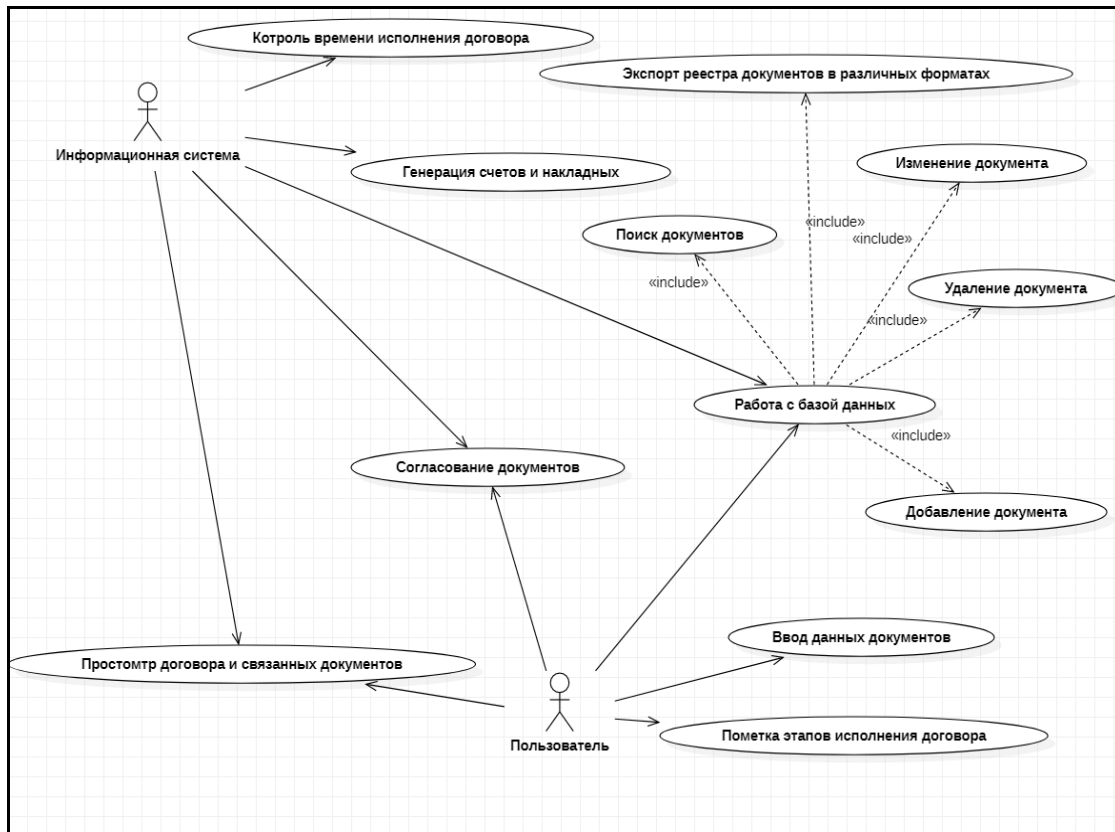 Котроль времени исполнения договора
Экспорт реестра документов в различных форматах
Информационная система
Генерация счетов и накладных
Изменение документа
Поиск документов
«include»
«include»
«include»
Удаление документа
«include»
Работа с базой данных
«include»
Согласование документов
Добавление документа
Ввод данных документов
Простомтр договора и связанных документов
Пометка этапов исполнения договора
Пользователь